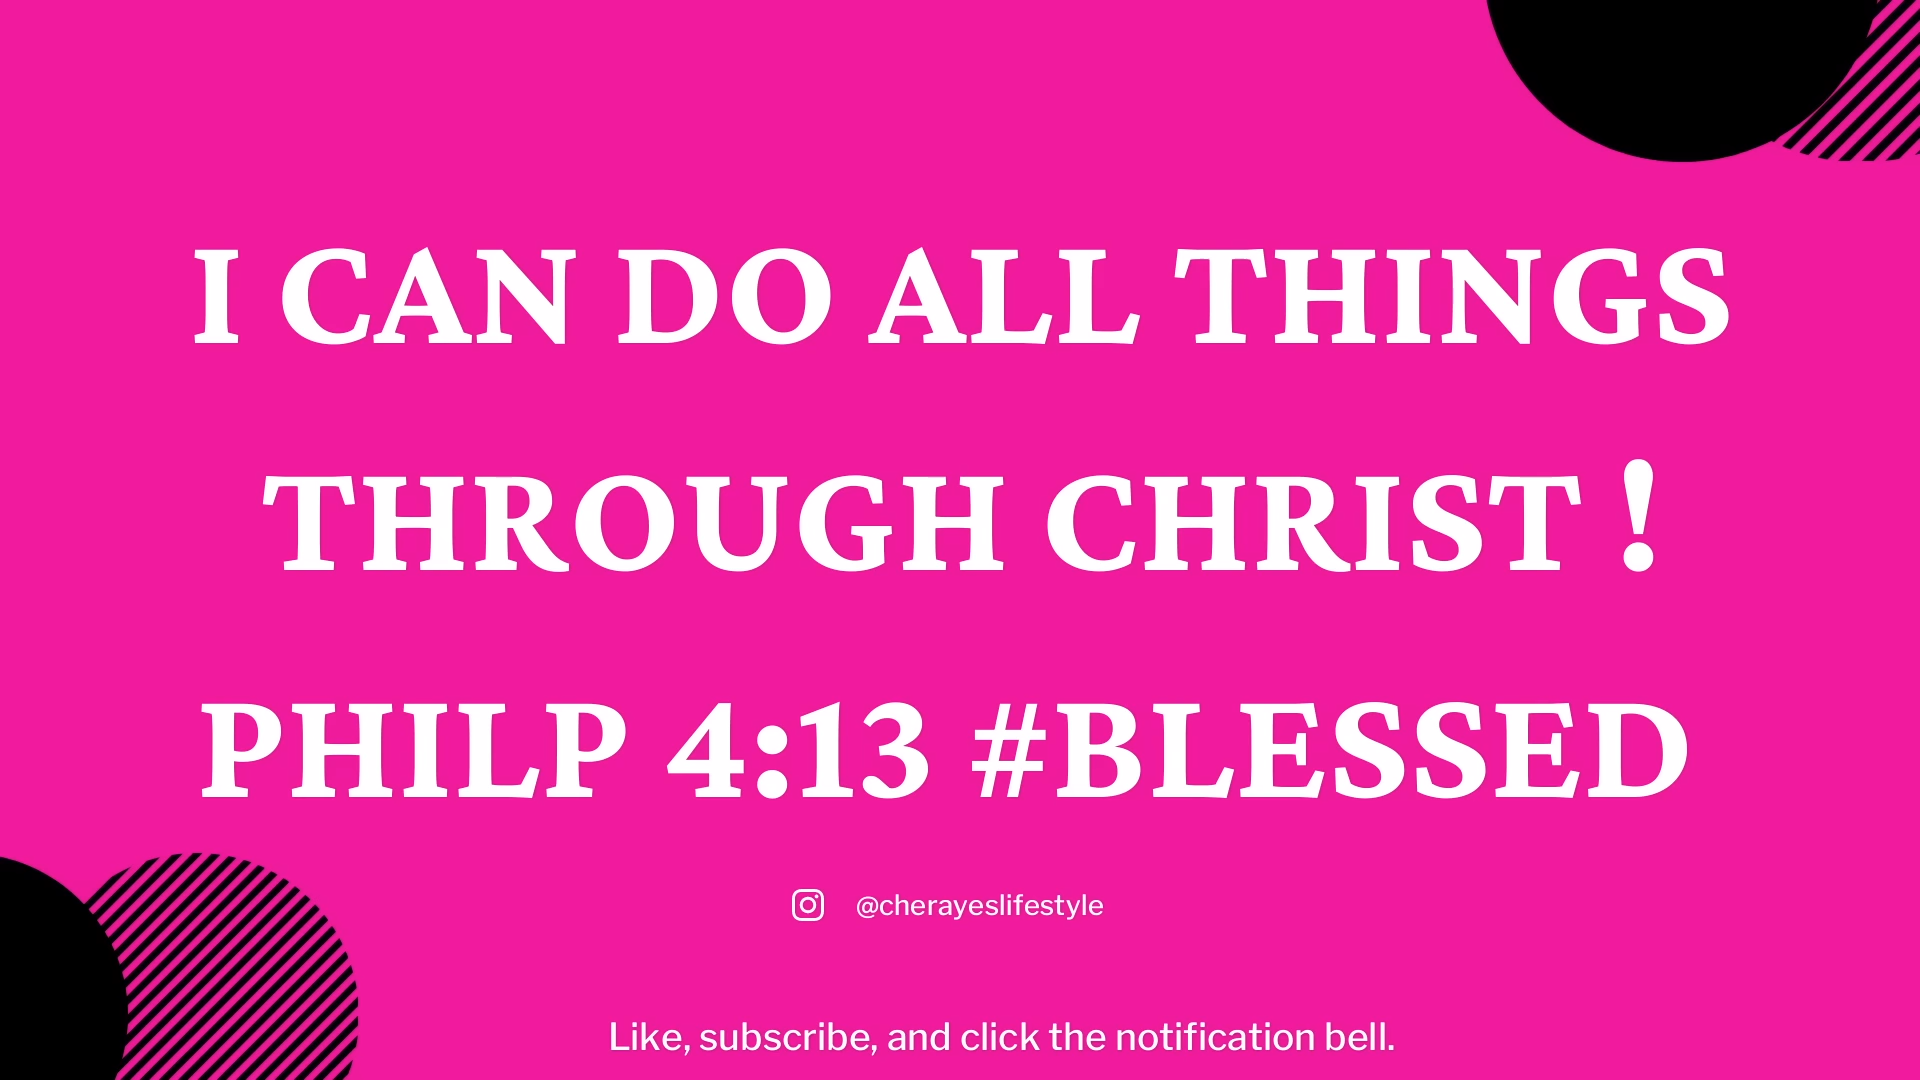 I CAN DO ALL THINGS
THROUGH CHRIST !
PHILP 4:13 #BLESSED
@cherayeslifestyle
Like, subscribe, and click the notification bell.